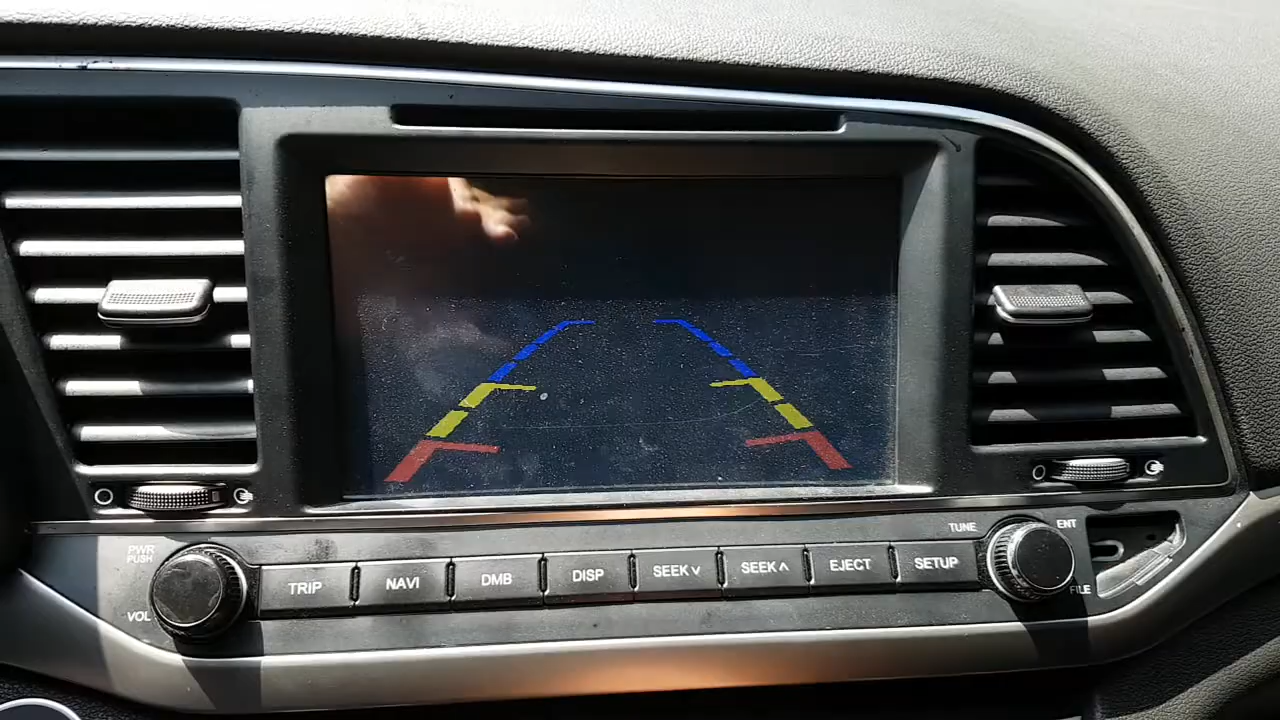 PWR
PUSH
VOL
TRIP
NAVI
DMB
DISP
SEEK∨
SEEK∧
EJECT
SETUP
TUNE
ENT
FILE